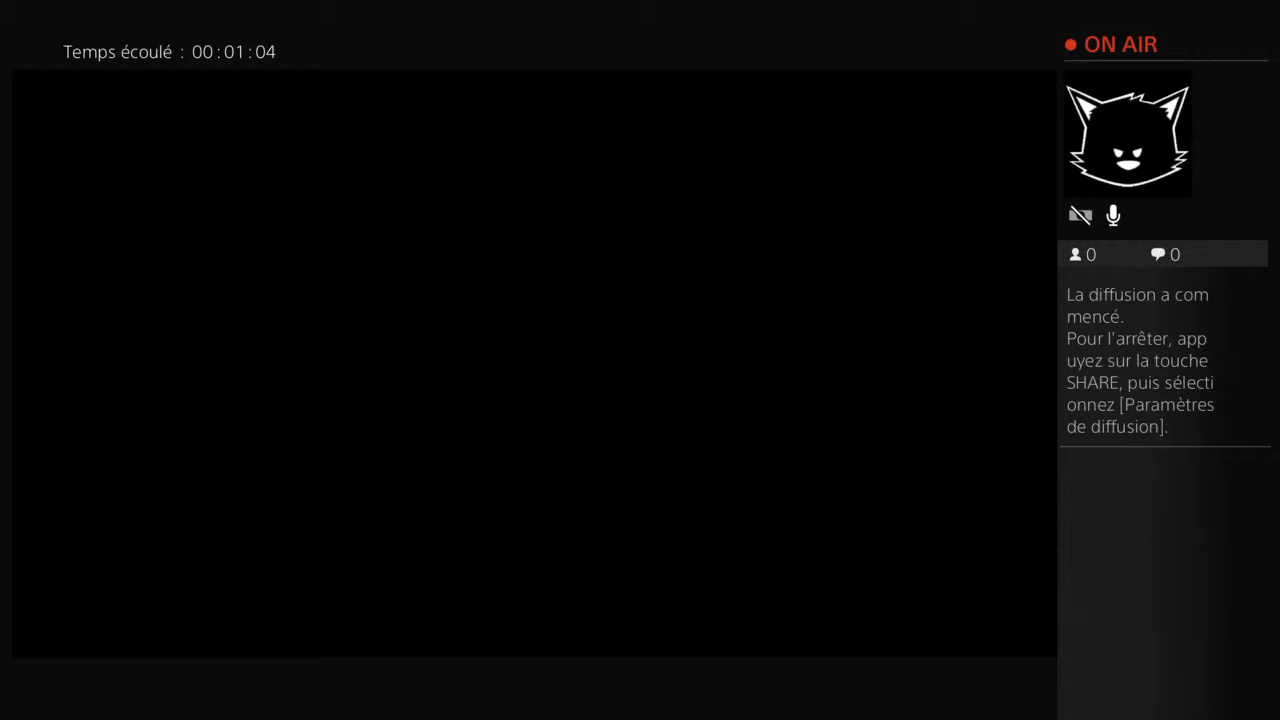 Temps écoulé : 00:01:04
ON AIR
0 0
La diffusion a com
mencé.
Pour l'arrêter, app
uyez sur la touche
SHARE, puis sélecti
onnez [Paramètres
de diffusion].